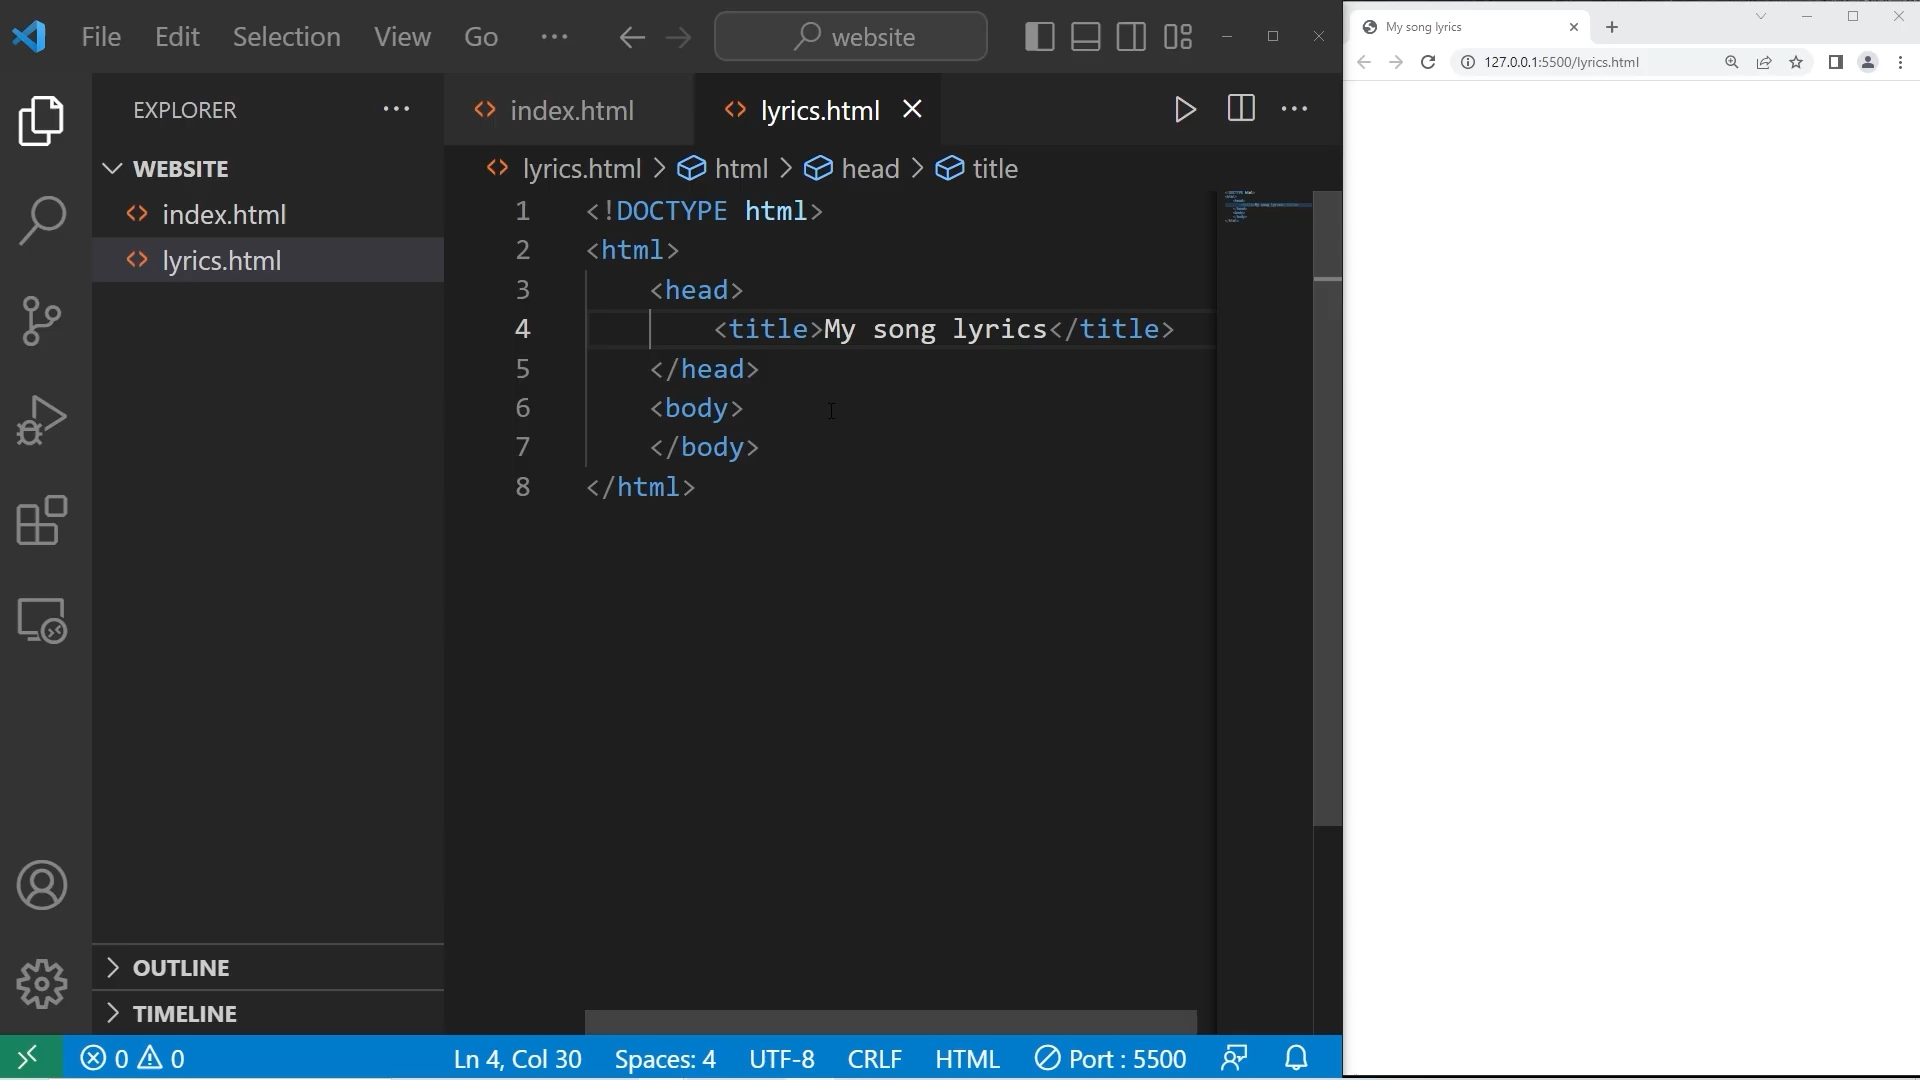 File Edit Selection View Go ··· website
EXPLORER ···
WEBSITE
index.html
lyrics.html
OUTLINE
TIMELINE
index.html lyrics.html
lyrics.html > html > head > title
1 <!DOCTYPE html>
2 <html>
3 <head>
4 <title>My song lyrics</title>
5 </head>
6 <body>
7 </body>
8 </html>
0 0 Ln 4, Col 30 Spaces: 4 UTF-8 CRLF HTML Port : 5500
My song lyrics
127.0.0.1:5500/lyrics.html